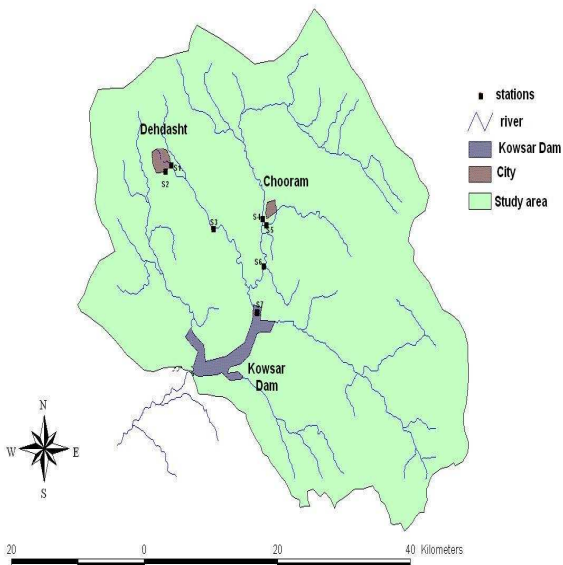 stations
river
Kowsar Dam
City
Study area
Dehdasht
S1
S2
Chooram
S3
S4
S5
S6
S7
Kowsar
Dam
N
W E
S
20 0 20 40 Kilometers